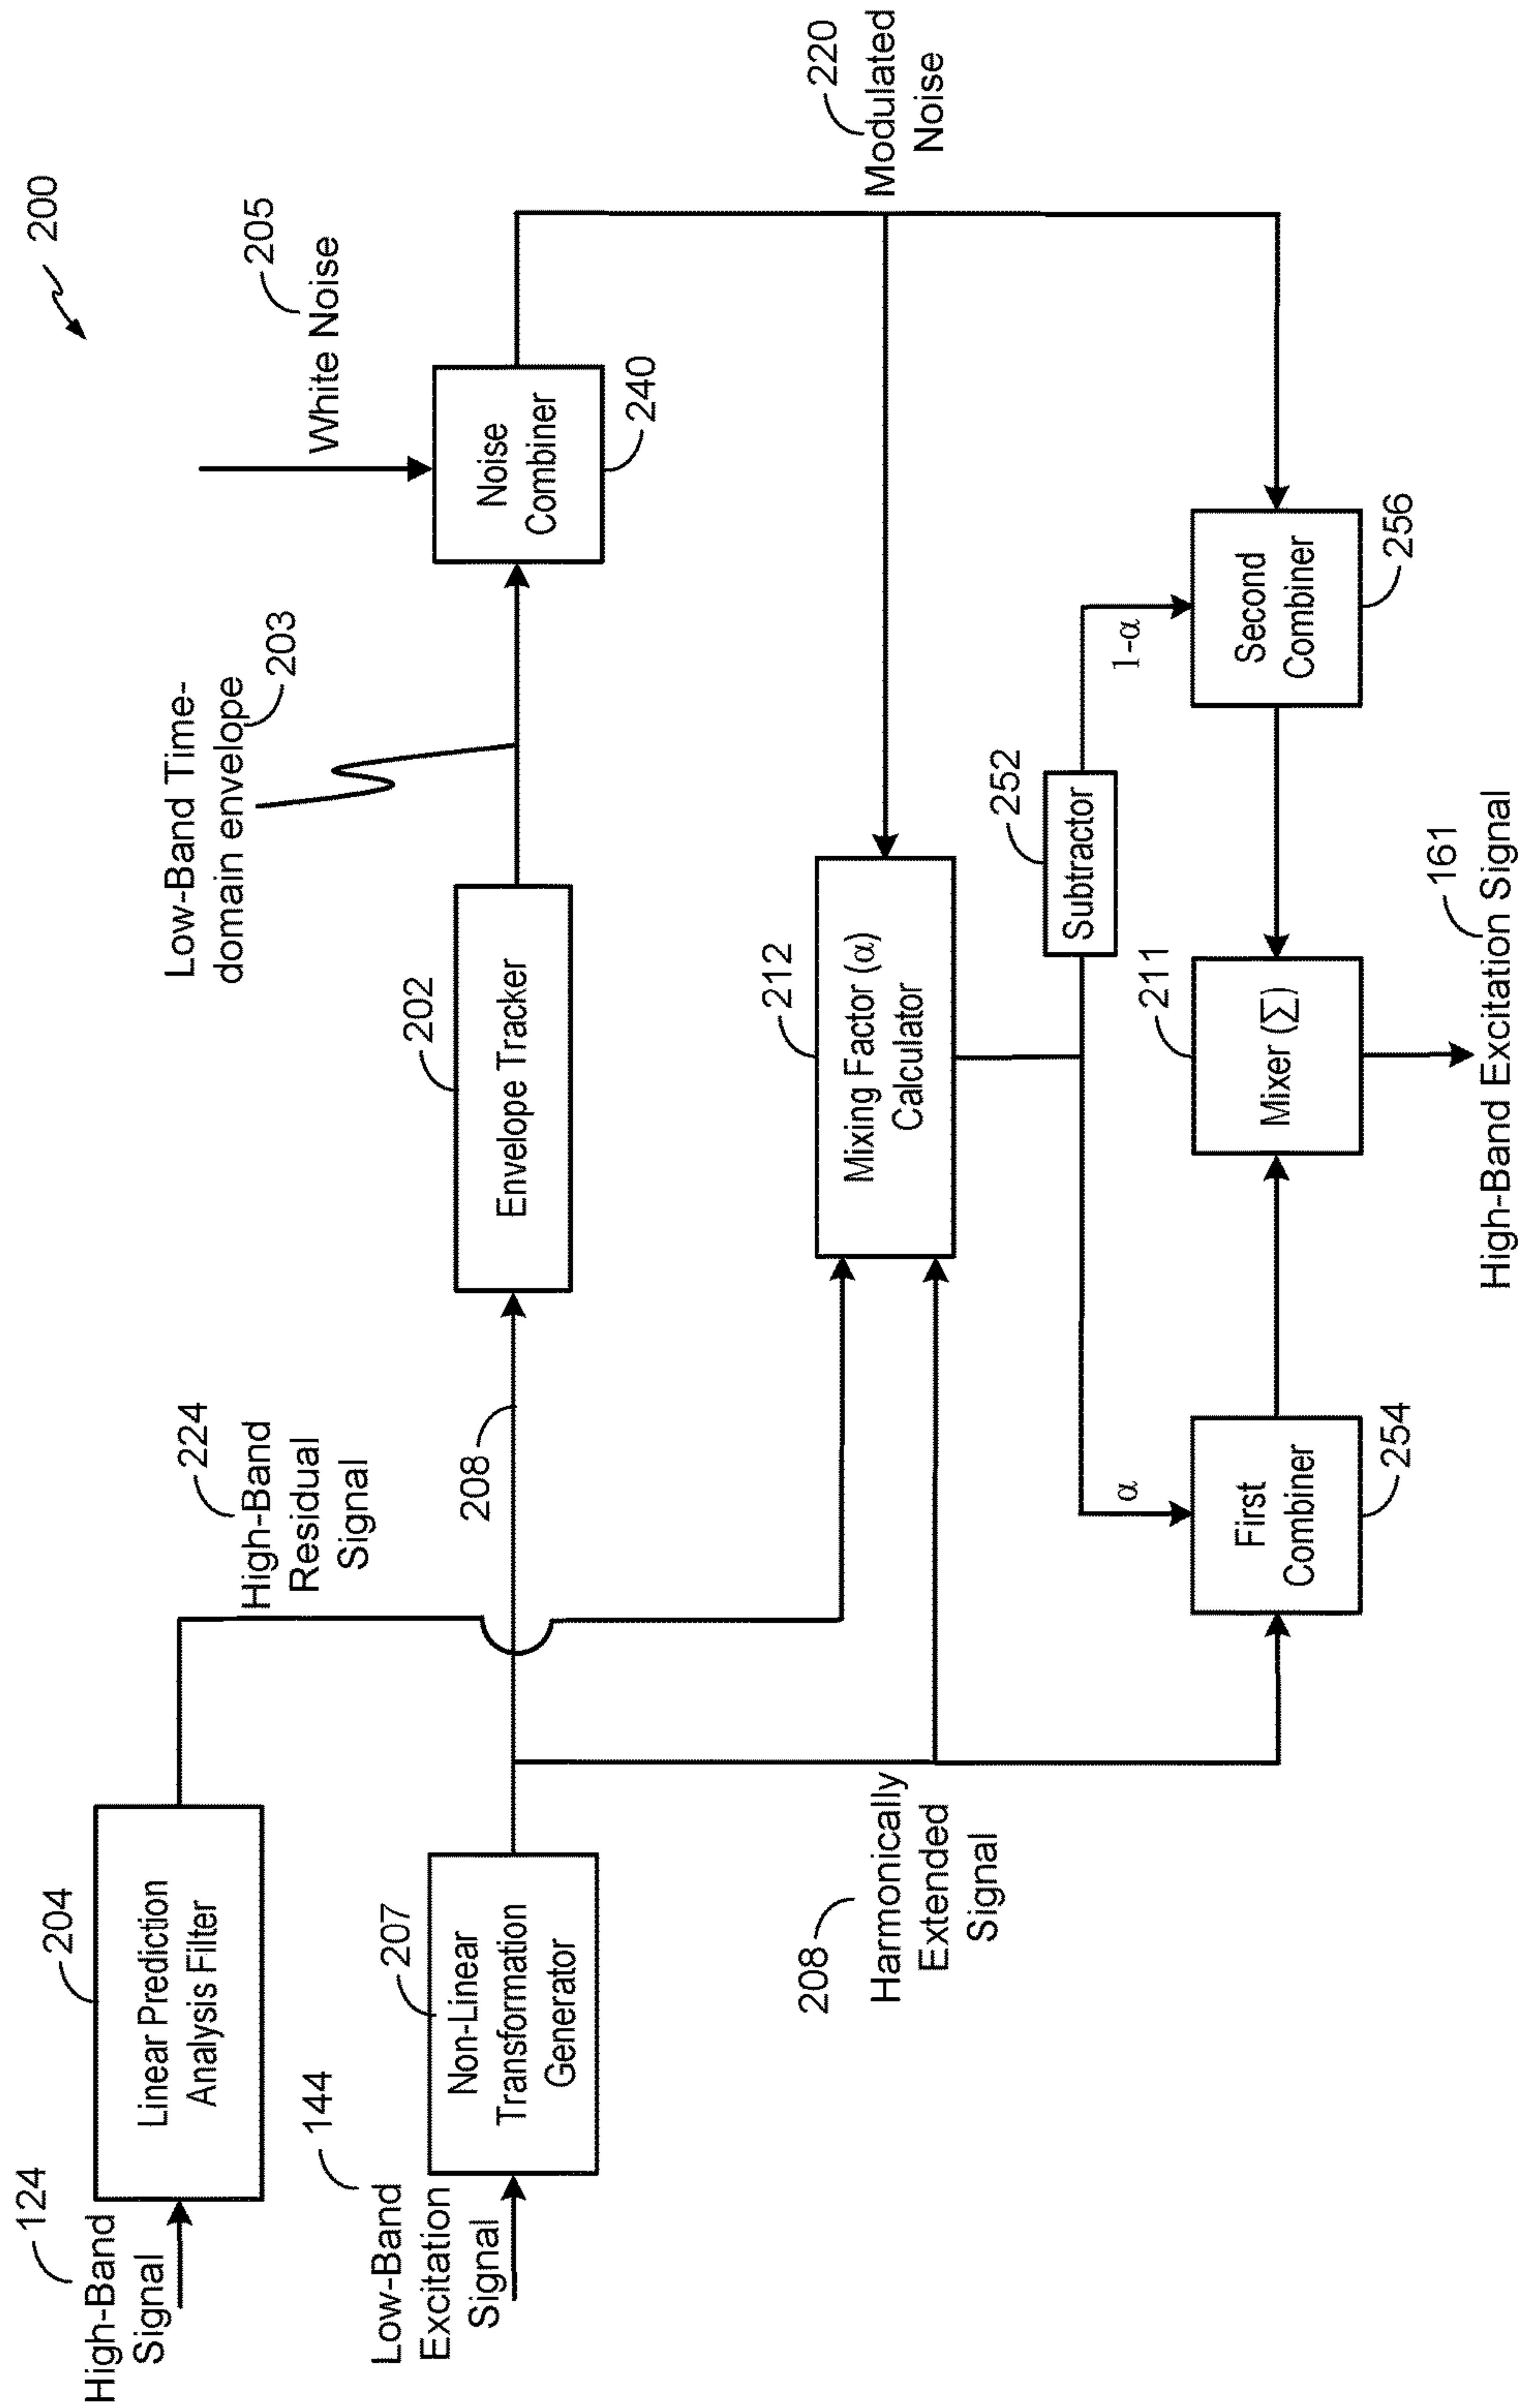 200
124
High-Band
Signal
204
Linear Prediction
Analysis Filter
144
Low-Band
Excitation
Signal
207
Non-Linear
Transformation
Generator
224
High-Band
Residual
Signal
208
202
Envelope Tracker
Low-Band Time-
domain envelope
203
205
White Noise
Noise
Combiner
240
208
Harmonically
Extended
Signal
212
Mixing Factor (α)
Calculator
220
Modulated
Noise
252
Subtractor
α
1-α
First
Combiner
254
211
Mixer (∑)
Second
Combiner
256
161
High-Band Excitation Signal